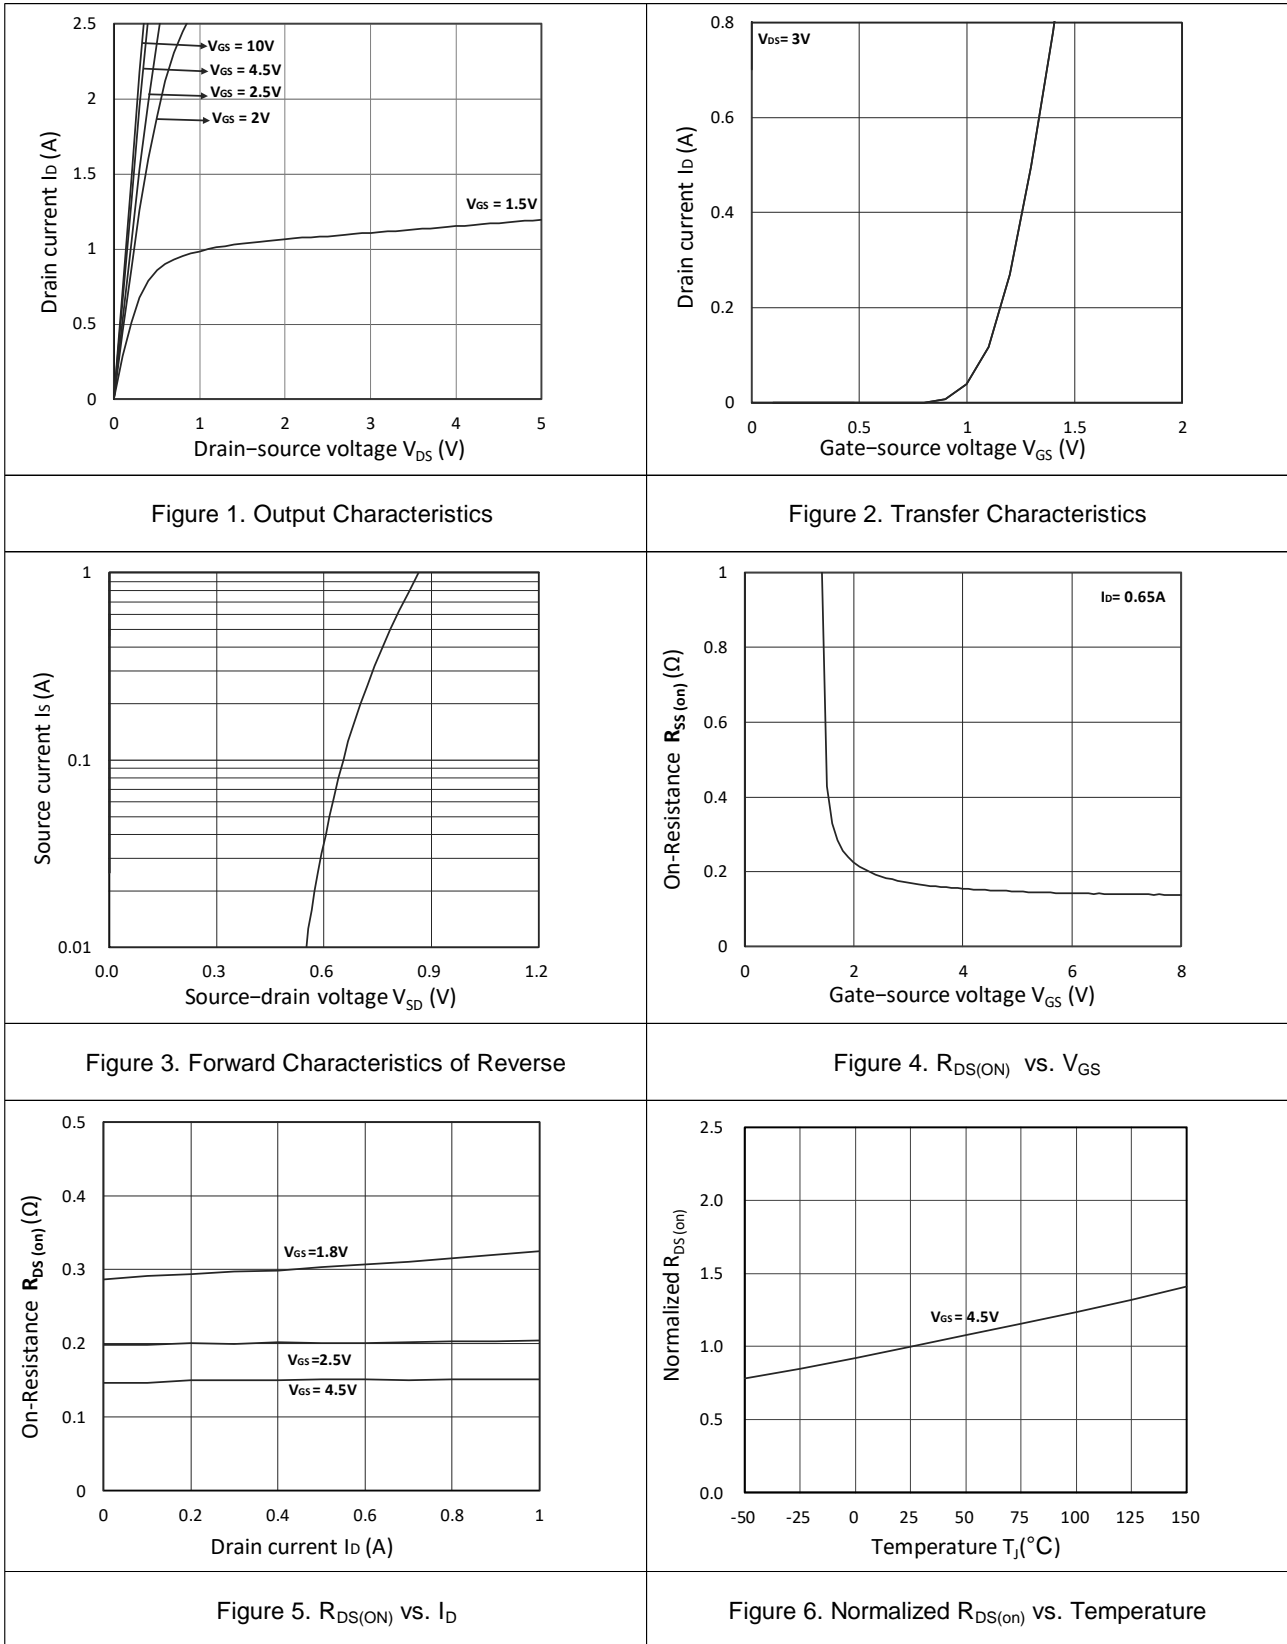 2.5
2
1.5
1
0.5
0
0 1 2 3 4 5
Drain current ID (A)
VGS = 10V
VGS = 4.5V
VGS = 2.5V
VGS = 2V
VGS = 1.5V
Drain−source voltage VDS (V)
Figure 1. Output Characteristics
0.8
0.6
0.4
0.2
0
0 0.5 1 1.5 2
Drain current ID (A)
VDS= 3V
Gate−source voltage VGS (V)
Figure 2. Transfer Characteristics
1
0.1
0.01
0.0 0.3 0.6 0.9 1.2
Source current IS (A)
Source−drain voltage VSD (V)
Figure 3. Forward Characteristics of Reverse
1
0.8
0.6
0.4
0.2
0
0 2 4 6 8
On-Resistance RSS (on) (Ω)
ID= 0.65A
Gate−source voltage VGS (V)
Figure 4. RDS(ON) vs. VGS
0.5
0.4
0.3
0.2
0.1
0
0 0.2 0.4 0.6 0.8 1
On-Resistance RDS (on) (Ω)
VGS=1.8V
VGS=2.5V
VGS= 4.5V
Drain current ID (A)
Figure 5. RDS(ON) vs. ID
2.5
2.0
1.5
1.0
0.5
0.0
-50 -25 0 25 50 75 100 125 150
Normalized RDS (on)
VGS= 4.5V
Temperature TJ(°C)
Figure 6. Normalized RDS(on) vs. Temperature